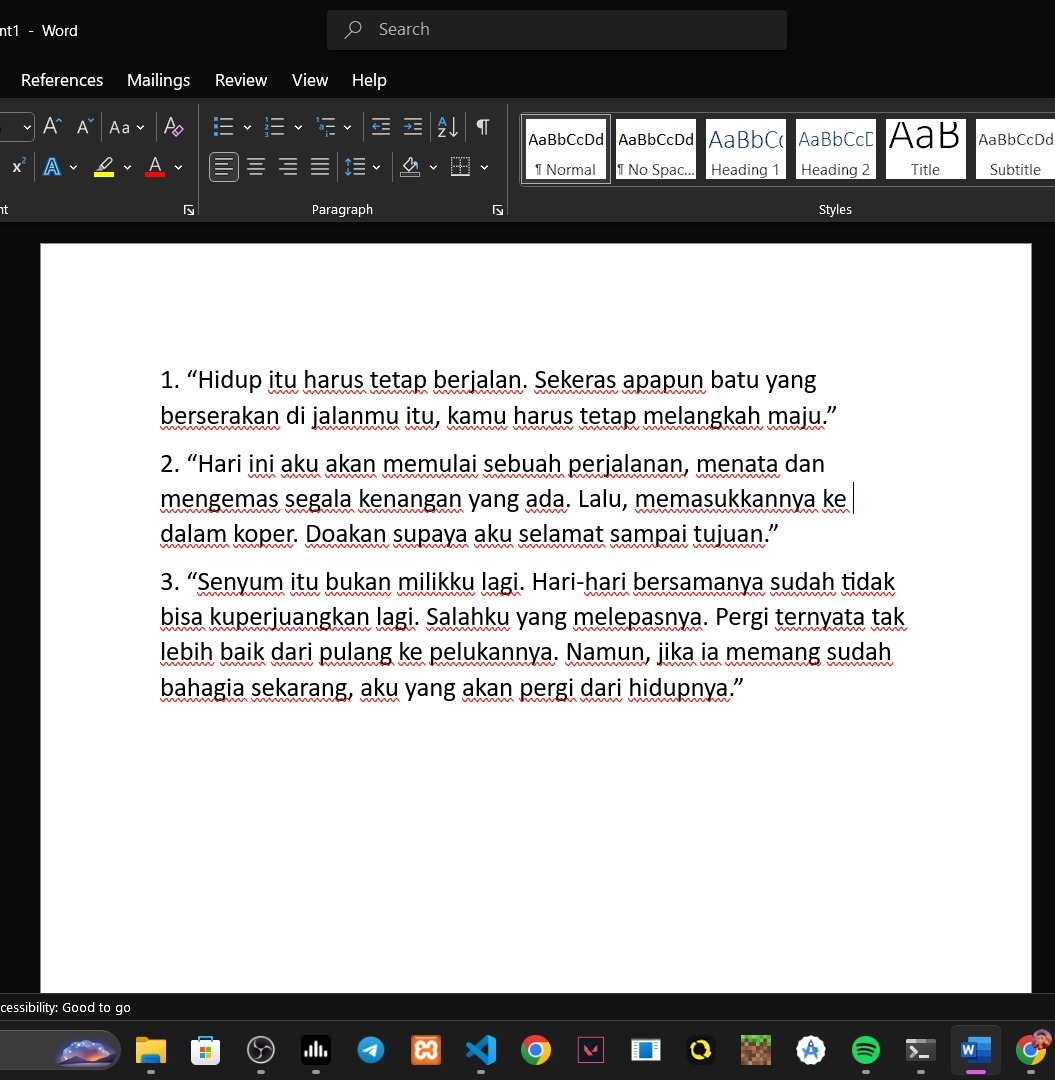 nt1 - Word
Search
References Mailings Review View Help
Aa
AaBbCcDd AaBbCcDd AaBbC AaBbCcD AaB AaBbCcDd
¶ Normal ¶ No Spac... Heading 1 Heading 2 Title Subtitle
nt Paragraph Styles
1. “Hidup itu harus tetap berjalan. Sekeras apapun batu yang
berserakan di jalanmu itu, kamu harus tetap melangkah maju.”
2. “Hari ini aku akan memulai sebuah perjalanan, menata dan
mengemas segala kenangan yang ada. Lalu, memasukkannya ke
dalam koper. Doakan supaya aku selamat sampai tujuan.”
3. “Senyum itu bukan milikku lagi. Hari-hari bersamanya sudah tidak
bisa kuperjuangkan lagi. Salahku yang melepasnya. Pergi ternyata tak
lebih baik dari pulang ke pelukannya. Namun, jika ia memang sudah
bahagia sekarang, aku yang akan pergi dari hidupnya.”
cessibility: Good to go